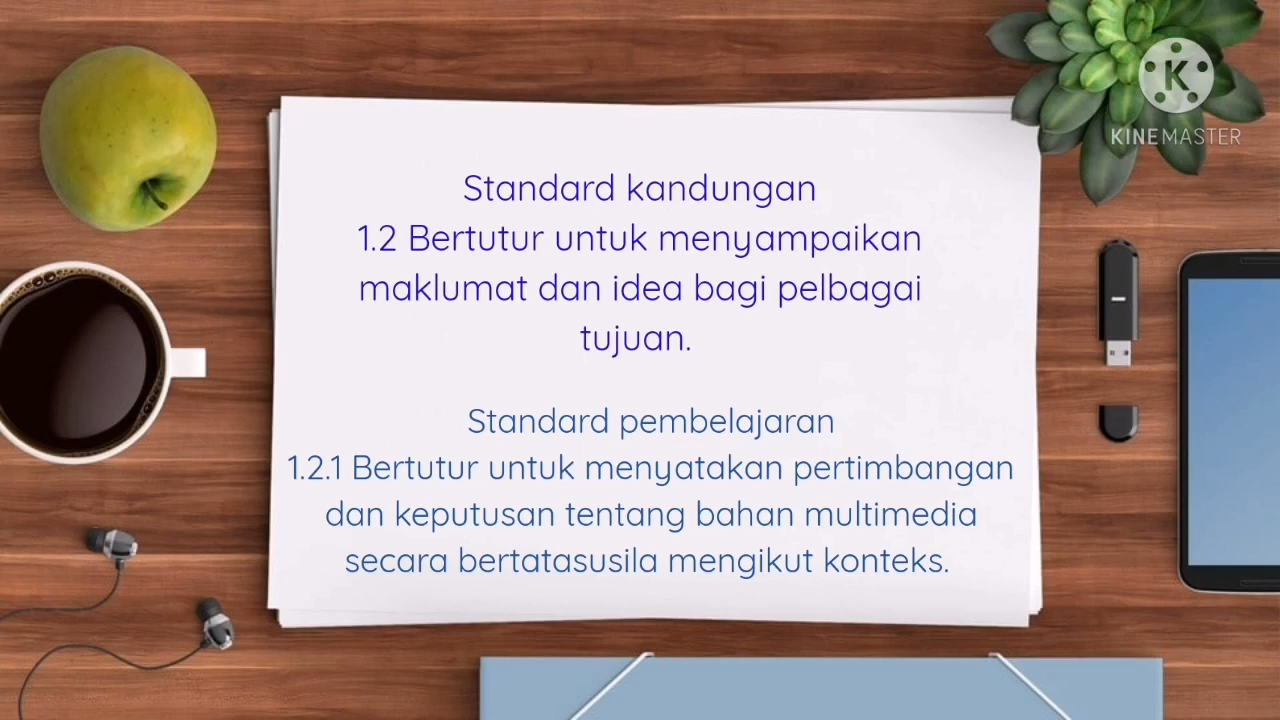 K
KINEMASTER
Standard kandungan
1.2 Bertutur untuk menyampaikan
maklumat dan idea bagi pelbagai
tujuan.
Standard pembelajaran
1.2.1 Bertutur untuk menyatakan pertimbangan
dan keputusan tentang bahan multimedia
secara bertatasusila mengikut konteks.